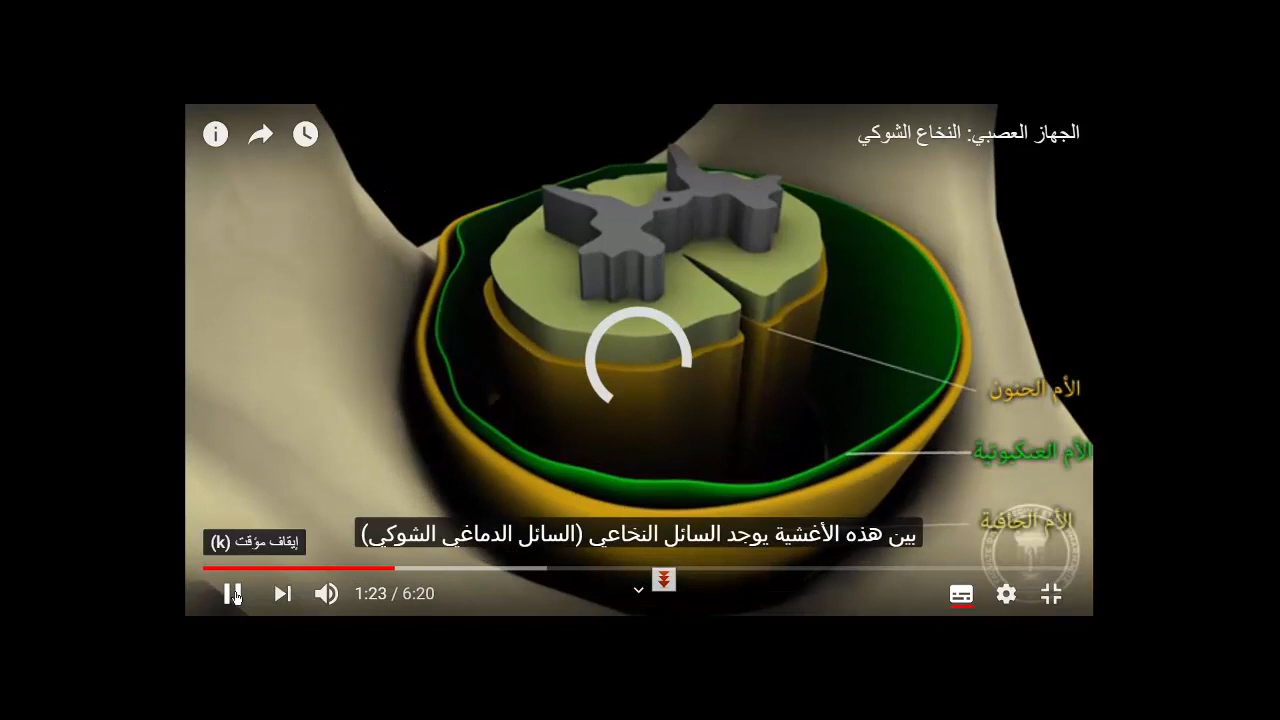 الجهاز العصبي: النخاع الشوكي
الأم الحنون
الأم العنكبوتية
الأم الجافية
بين هذه الأغشية يوجد السائل النخاعي (السائل الدماغي الشوكي)
إيقاف مؤقت (k)
1:23 / 6:20